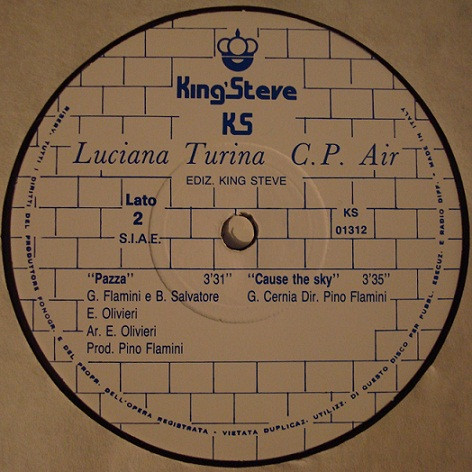 King'Steve
KS
Luciana Turina C.P. Air
EDIZ. KING STEVE
Lato
2
S.I.A.E.
KS
01312
"Pazza" 3'31"
G. Flamini e B. Salvatore
E. Olivieri
Ar. E. Olivieri
Prod. Pino Flamini
"Cause the sky" 3'35"
G. Cernia Dir. Pino Flamini
RISERV. TUTTI I DIRITTI DEL PRODUTTORE FONOGR. E DEL PROPR. DELL'OPERA REGISTRATA - VIETATA DUPLICAZ. UTILIZZ. DI QUESTO DISCO PER PUBBL. ESECUZ. E RADIO DIFF. - MADE IN ITALY